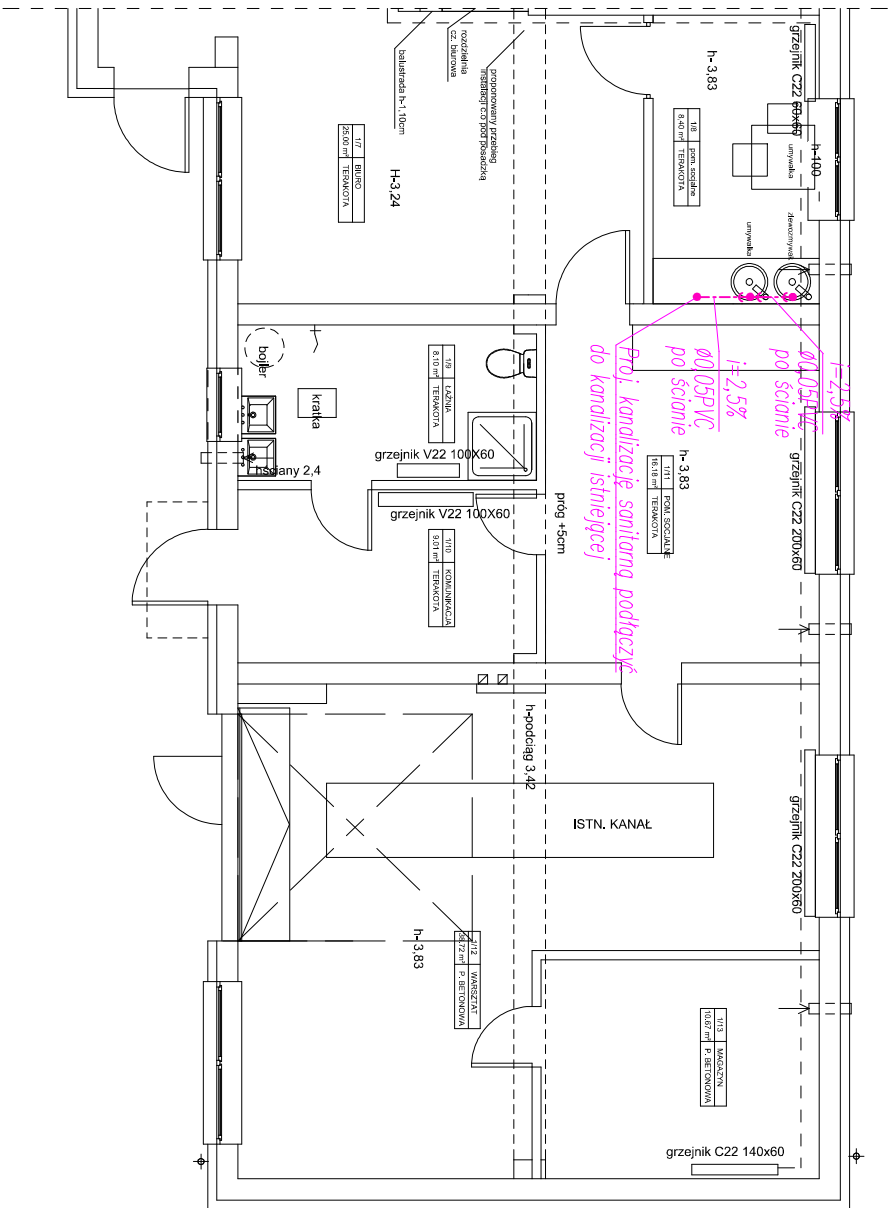 grzejnik C22 60x60
h- 3,83
1/8 pom. socjalne
8.40 m² TERAKOTA
h-100
umywalka
zlewozmywak
umywalka
rozdzielnia
cz. biurowa
balustrada h-1,10cm
proponowany przebieg
instalacji c.o pod posadzką
1/7 BIURO
25.00 m² TERAKOTA
H-3,24
i=2,5%
ø0,05PVC
po ścianie
i=2,5%
ø0,05PVC
po ścianie
Proj. kanalizację sanitarną podłączyć
do kanalizacji istniejącej
bojler
kratka
1/9 ŁAZNIA
8.10 m² TERAKOTA
grzejnik V22 100X60
hściany 2,4
grzejnik V22 100X60
1/10 KOMUNIKACJA
9.01 m² TERAKOTA
próg +5cm
h- 3,83
1/11 POM. SOCJALNE
16.18 m² TERAKOTA
grzejnik C22 200x60
h-podciąg 3,42
ISTN. KANAŁ
grzejnik C22 200x60
h- 3,83
1/12 WARSZTAT
P. BETONOWA
1/13 MAGAZYN
10.67 m² P. BETONOWA
grzejnik C22 140x60